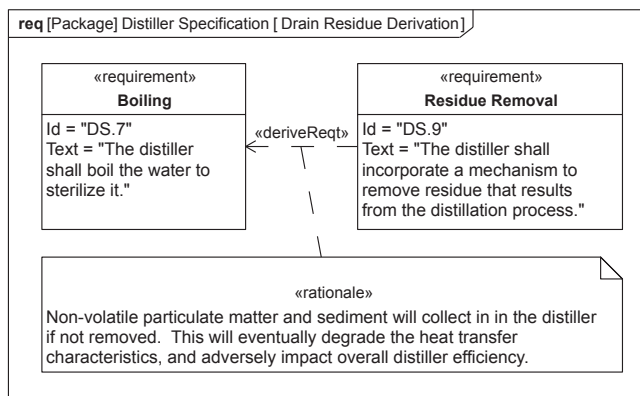 req [Package] Distiller Specification [ Drain Residue Derivation ]
«requirement»
Boiling
Id = "DS.7"
Text = "The distiller
shall boil the water to
sterilize it."
«deriveReqt»
«requirement»
Residue Removal
Id = "DS.9"
Text = "The distiller shall
incorporate a mechanism to
remove residue that results
from the distillation process."
«rationale»
Non-volatile particulate matter and sediment will collect in in the distiller
if not removed.  This will eventually degrade the heat transfer
characteristics, and adversely impact overall distiller efficiency.